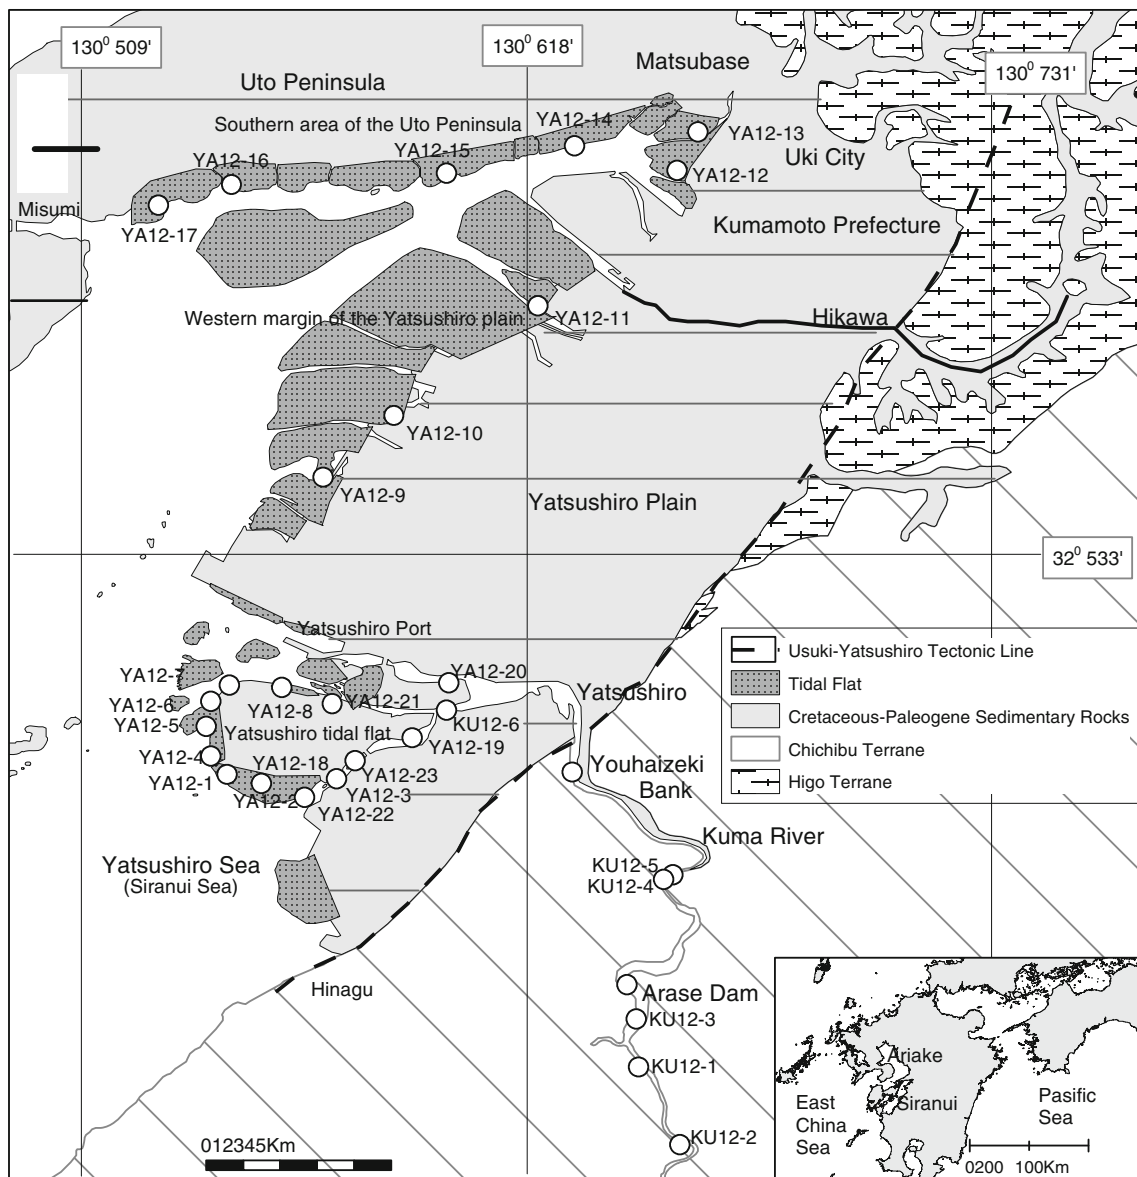 130⁰ 509'
130⁰ 618'
130⁰ 731'
Matsubase
Uto Peninsula
Southern area of the Uto Peninsula
YA12-14
YA12-13
Uki City
YA12-16
YA12-15
YA12-12
Misumi
YA12-17
Kumamoto Prefecture
Western margin of the Yatsushiro plain
YA12-11
Hikawa
YA12-10
YA12-9
Yatsushiro Plain
32⁰ 533'
Yatsushiro Port
Usuki-Yatsushiro Tectonic Line
Tidal Flat
Cretaceous-Paleogene Sedimentary Rocks
Chichibu Terrane
Higo Terrane
YA12-7
YA12-20
Yatsushiro
YA12-6
YA12-8
YA12-21
YA12-5
KU12-6
Yatsushiro tidal flat
YA12-19
YA12-4
YA12-18
YA12-23
Youhaizeki
Bank
YA12-1
YA12-2
YA12-3
YA12-22
Kuma River
Yatsushiro Sea
(Siranui Sea)
KU12-5
KU12-4
Hinagu
Arase Dam
KU12-3
KU12-1
KU12-2
012345Km
Ariake
Siranui
East
China
Sea
Pasific
Sea
0200 100Km